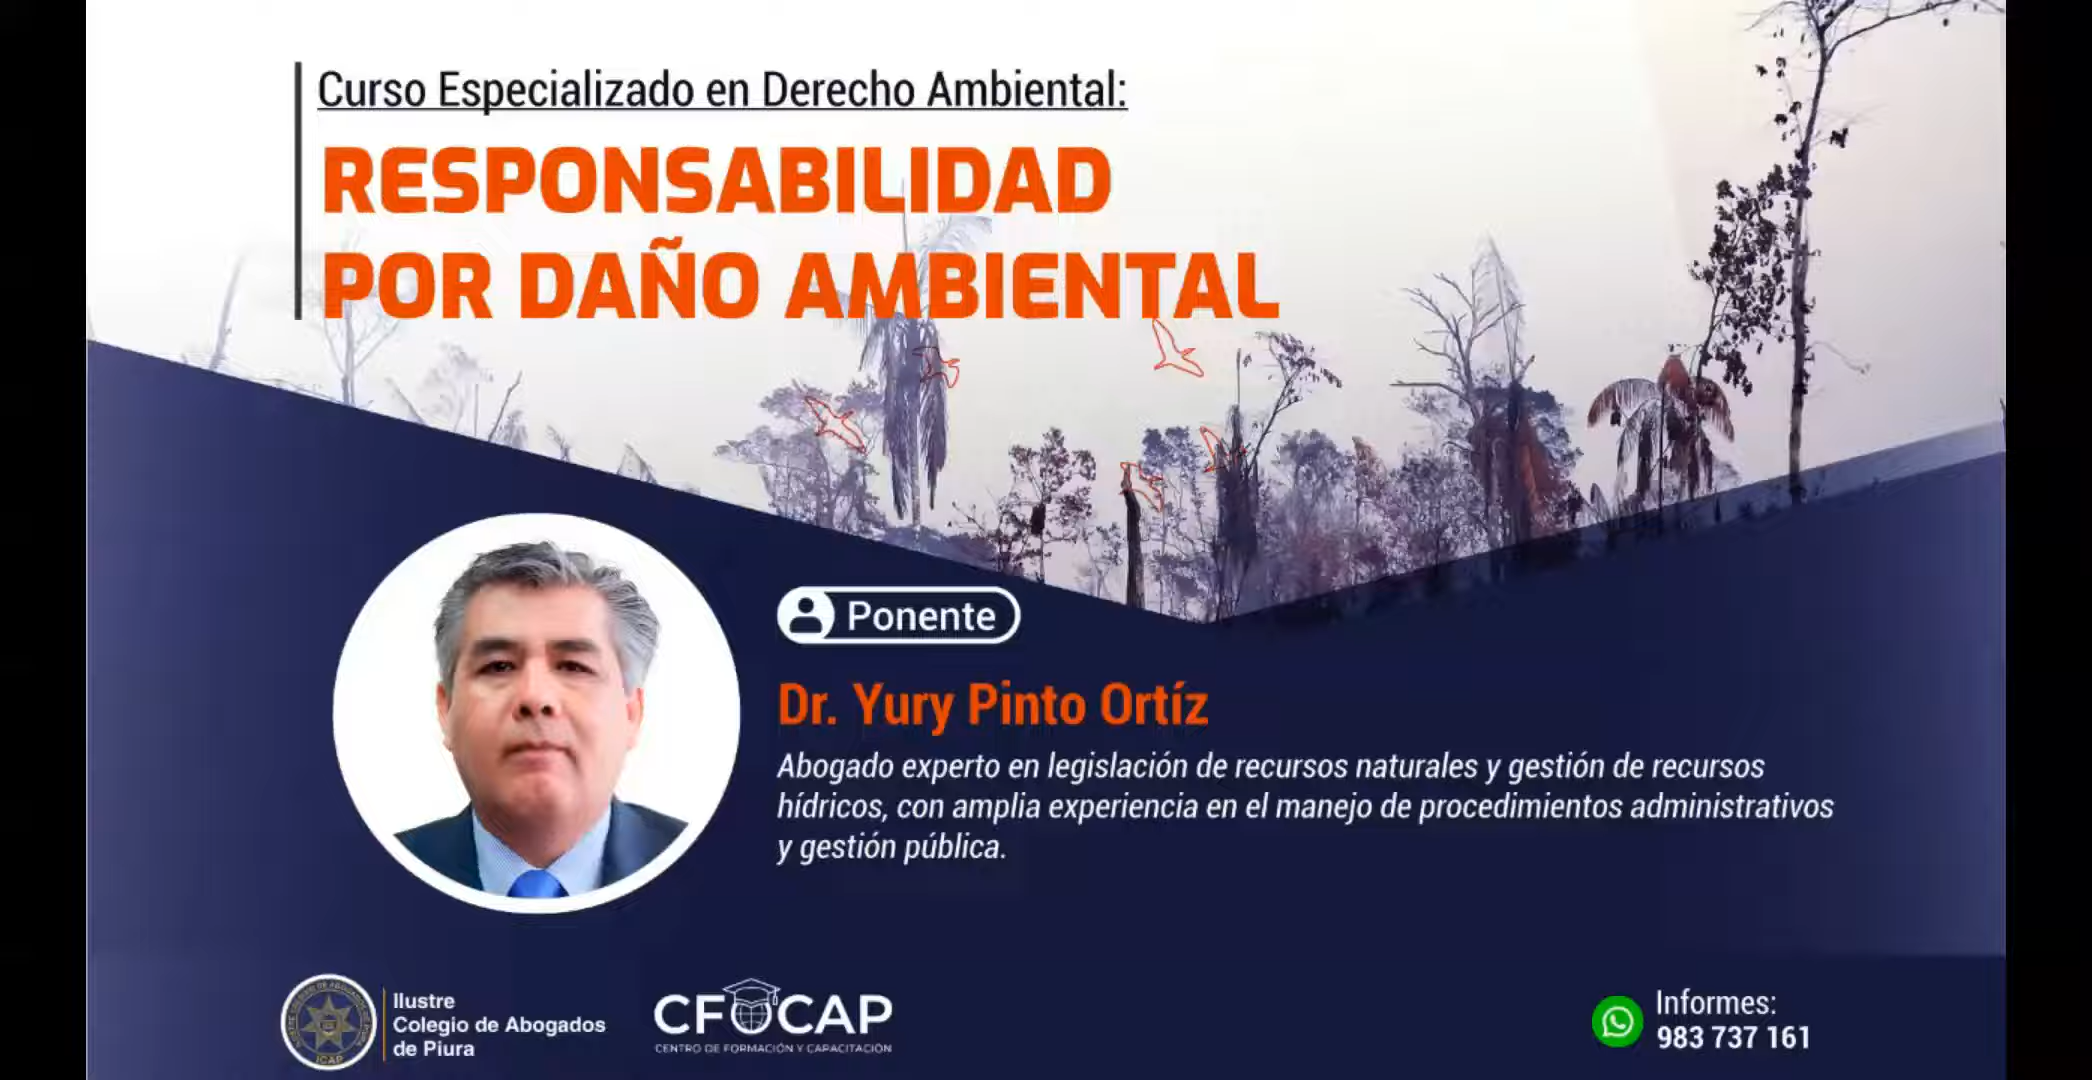 Curso Especializado en Derecho Ambiental:
RESPONSABILIDAD
POR DAÑO AMBIENTAL
Ponente
Dr. Yury Pinto Ortíz
Abogado experto en legislación de recursos naturales y gestión de recursos
hídricos, con amplia experiencia en el manejo de procedimientos administrativos
y gestión pública.
ICAP
Ilustre
Colegio de Abogados
de Piura
CFOCAP
CENTRO DE FORMACIÓN Y CAPACITACIÓN
Informes:
983 737 161